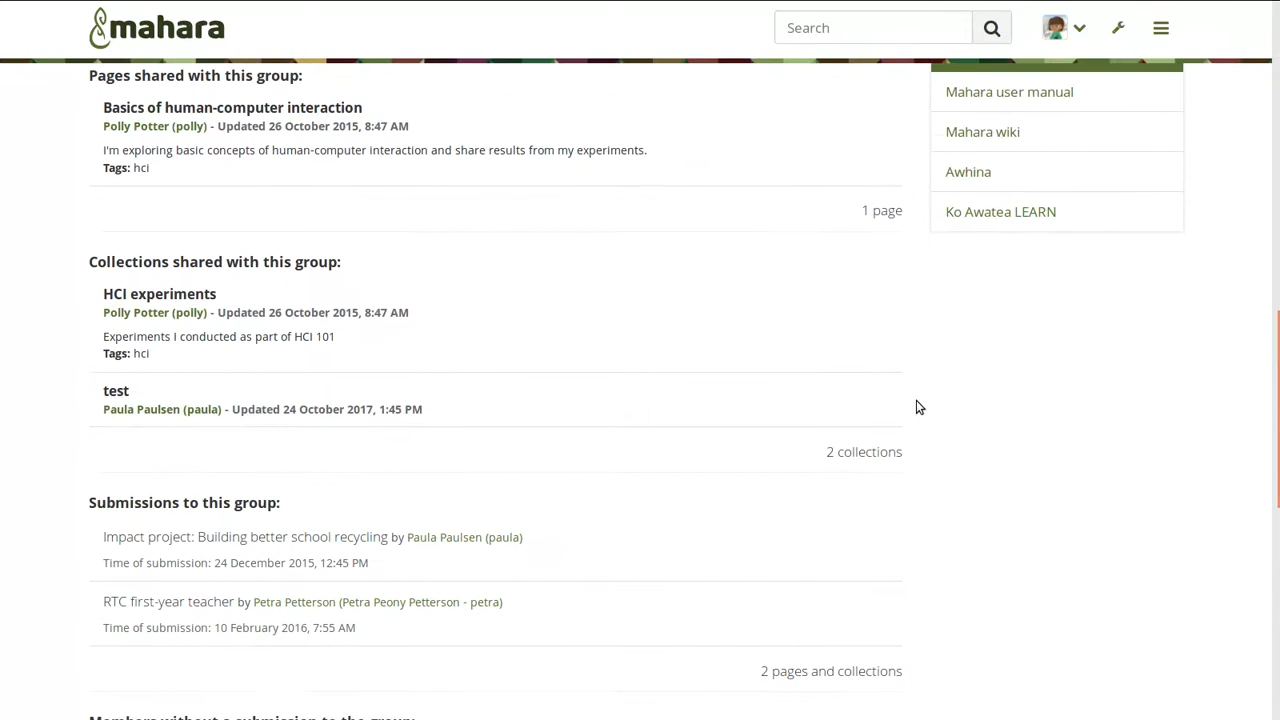 mahara
Search
Pages shared with this group:
Basics of human-computer interaction
Polly Potter (polly) - Updated 26 October 2015, 8:47 AM
I'm exploring basic concepts of human-computer interaction and share results from my experiments.
Tags: hci
1 page
Collections shared with this group:
HCI experiments
Polly Potter (polly) - Updated 26 October 2015, 8:47 AM
Experiments I conducted as part of HCI 101
Tags: hci
test
Paula Paulsen (paula) - Updated 24 October 2017, 1:45 PM
2 collections
Submissions to this group:
Impact project: Building better school recycling by Paula Paulsen (paula)
Time of submission: 24 December 2015, 12:45 PM
RTC first-year teacher by Petra Petterson (Petra Peony Petterson - petra)
Time of submission: 10 February 2016, 7:55 AM
2 pages and collections
Members without a submission to the group:
Mahara user manual
Mahara wiki
Awhina
Ko Awatea LEARN